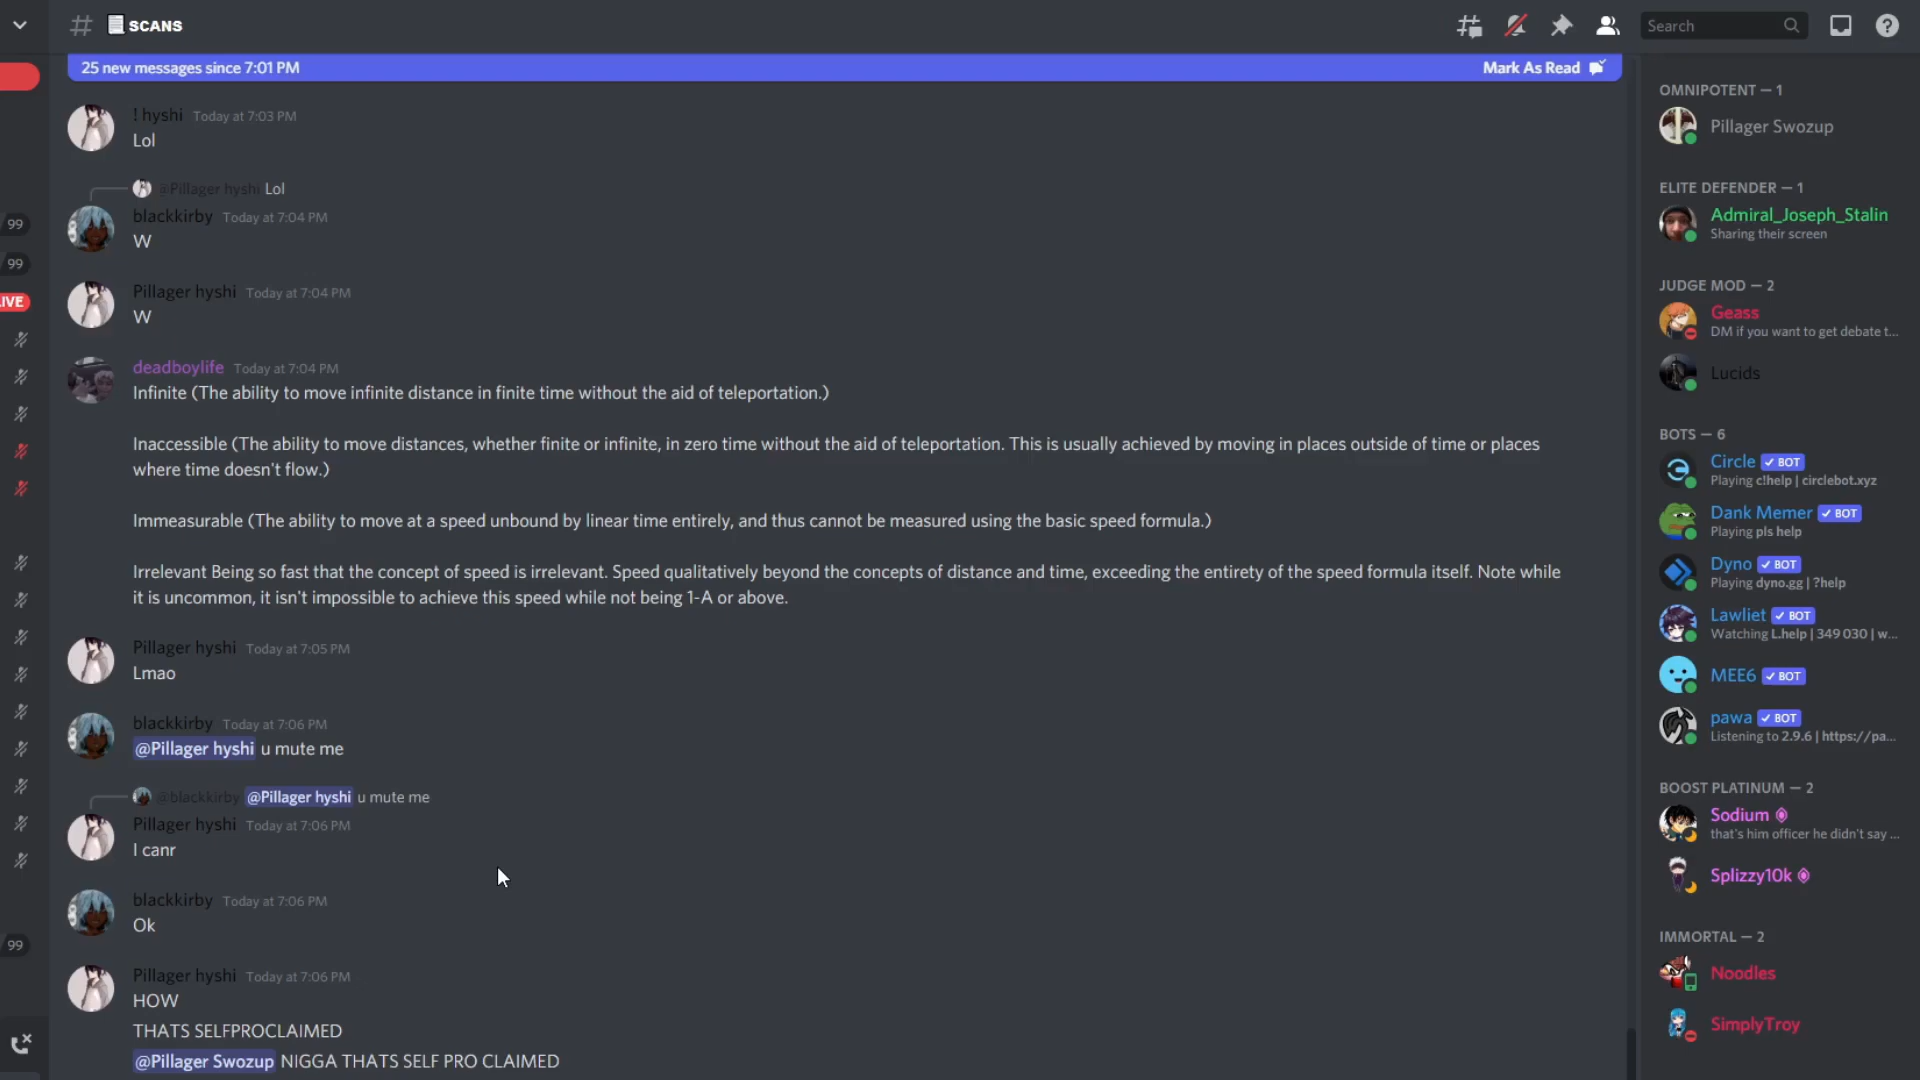 SCANS
Search
25 new messages since 7:01 PM
Mark As Read
! hyshi Today at 7:03 PM
Lol
@Pillager hyshi Lol
blackkirby Today at 7:04 PM
W
Pillager hyshi Today at 7:04 PM
W
deadboylife Today at 7:04 PM
Infinite (The ability to move infinite distance in finite time without the aid of teleportation.)
Inaccessible (The ability to move distances, whether finite or infinite, in zero time without the aid of teleportation. This is usually achieved by moving in places outside of time or places
where time doesn't flow.)
Immeasurable (The ability to move at a speed unbound by linear time entirely, and thus cannot be measured using the basic speed formula.)
Irrelevant Being so fast that the concept of speed is irrelevant. Speed qualitatively beyond the concepts of distance and time, exceeding the entirety of the speed formula itself. Note while
it is uncommon, it isn't impossible to achieve this speed while not being 1-A or above.
Pillager hyshi Today at 7:05 PM
Lmao
blackkirby Today at 7:06 PM
@Pillager hyshi u mute me
@blackkirby @Pillager hyshi u mute me
Pillager hyshi Today at 7:06 PM
I canr
blackkirby Today at 7:06 PM
Ok
Pillager hyshi Today at 7:06 PM
HOW
THATS SELFPROCLAIMED
@Pillager Swozup NIGGA THATS SELF PRO CLAIMED
99
99
IVE
99
OMNIPOTENT — 1
Pillager Swozup
ELITE DEFENDER — 1
Admiral_Joseph_Stalin
Sharing their screen
JUDGE MOD — 2
Geass
DM if you want to get debate t...
Lucids
BOTS — 6
Circle ✓ BOT
Playing c!help | circlebot.xyz
Dank Memer ✓ BOT
Playing pls help
Dyno ✓ BOT
Playing dyno.gg | ?help
Lawliet ✓ BOT
Watching L.help | 349 030 | w...
MEE6 ✓ BOT
pawa ✓ BOT
Listening to 2.9.6 | https://pa...
BOOST PLATINUM — 2
Sodium
that's him officer he didn't say ...
Splizzy10k
IMMORTAL — 2
Noodles
SimplyTroy